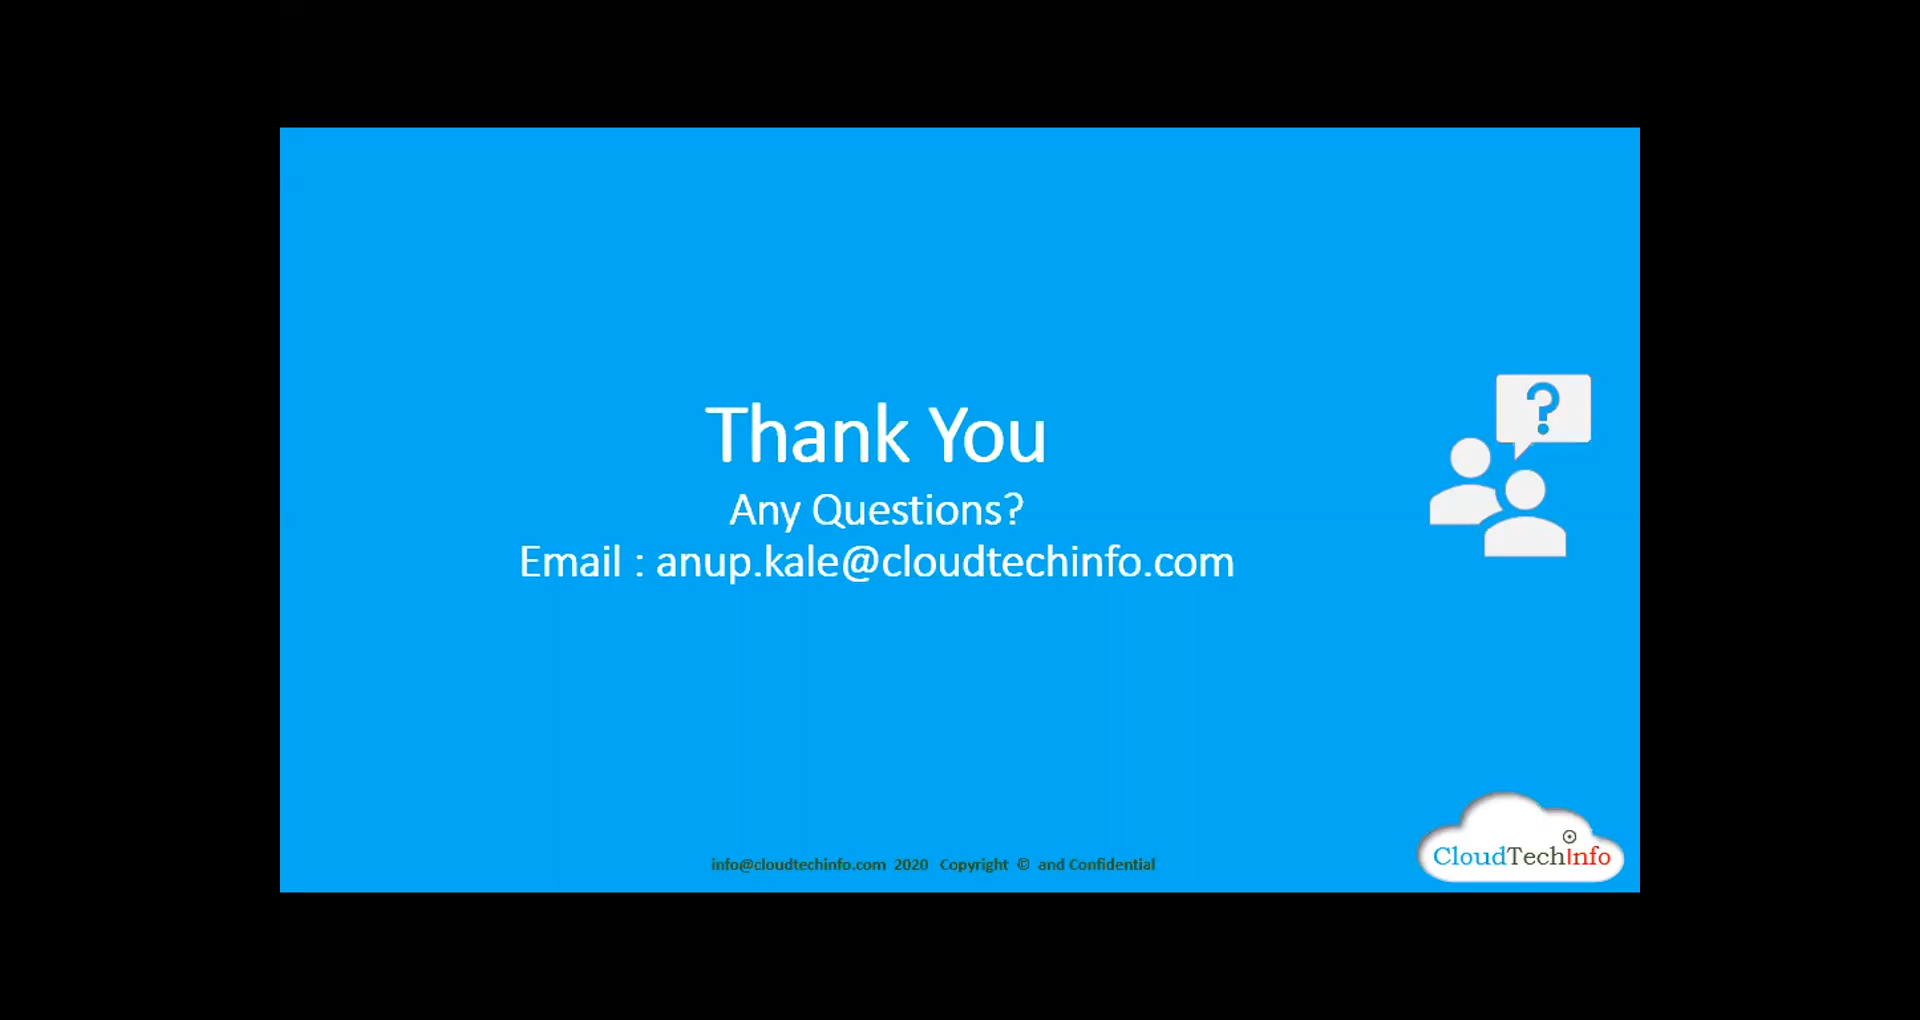 ?
Thank You
Any Questions?
Email : anup.kale@cloudtechinfo.com
CloudTechInfo
info@cloudtechinfo.com 2020 Copyright © and Confidential